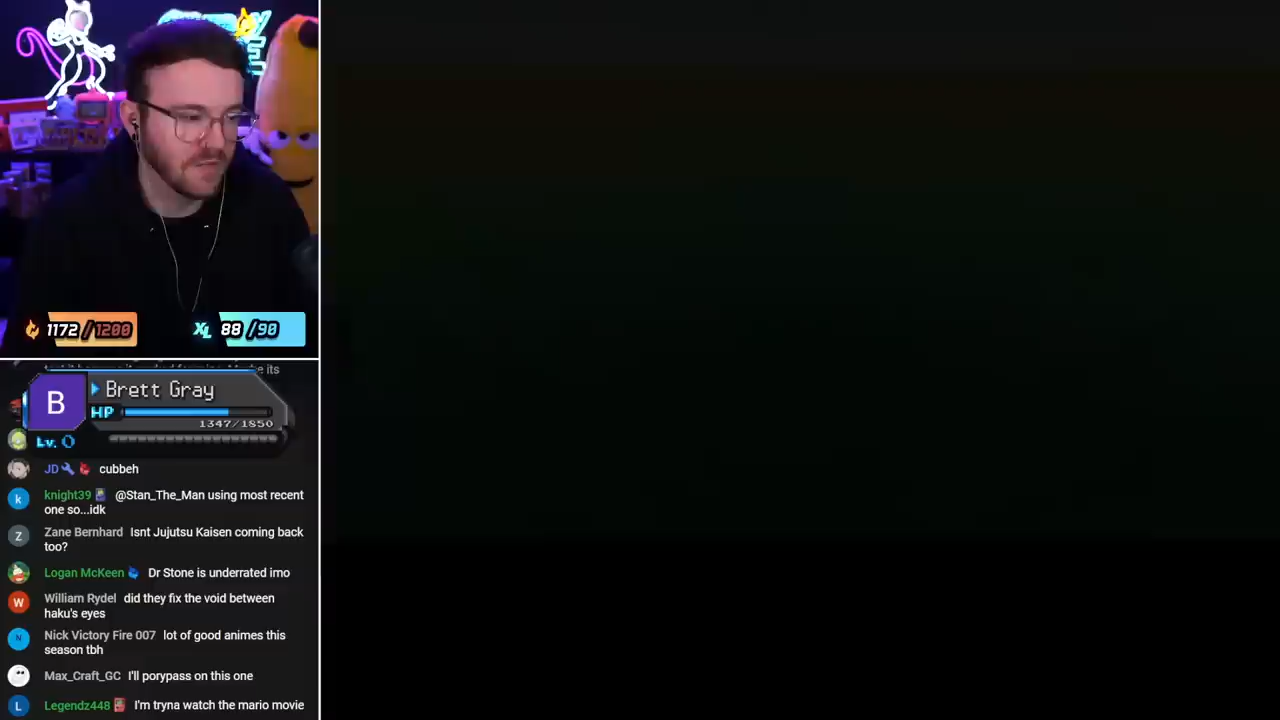 1172/1200
XL 88/90
Brett Gray
B
HP
1347/1850
Lv. 0
JD cubbeh
k
knight39 @Stan_The_Man using most recent
one so...idk
Z
Zane Bernhard Isnt Jujutsu Kaisen coming back
too?
Logan McKeen Dr Stone is underrated imo
W
William Rydel did they fix the void between
haku's eyes
N
Nick Victory Fire 007 lot of good animes this
season tbh
Max_Craft_GC I'll porypass on this one
L
Legendz448 I'm tryna watch the mario movie